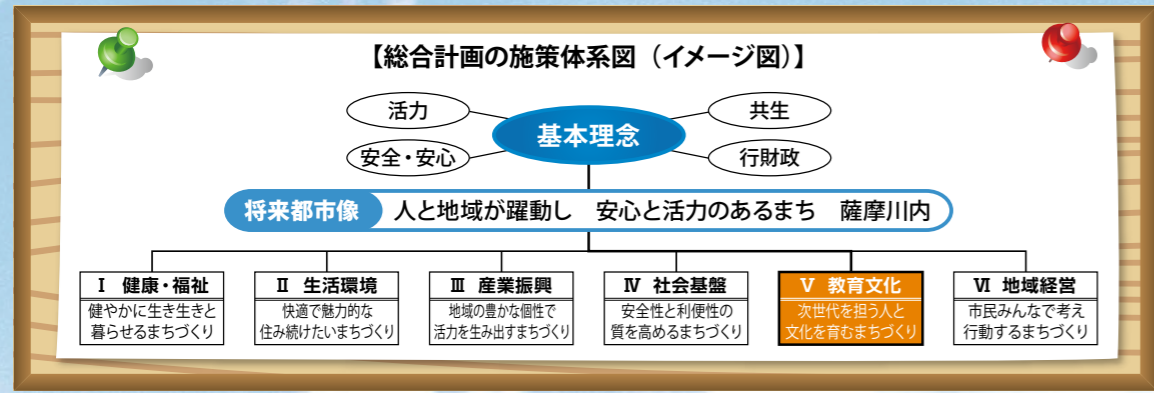 【総合計画の施策体系図（イメージ図）】
活力
共生
基本理念
安全・安心
行財政
将来都市像 人と地域が躍動し 安心と活力のあるまち 薩摩川内
Ⅰ 健康・福祉
健やかに生き生きと
暮らせるまちづくり
Ⅱ 生活環境
快適で魅力的な
住み続けたいまちづくり
Ⅲ 産業振興
地域の豊かな個性で
活力を生み出すまちづくり
Ⅳ 社会基盤
安全性と利便性の
質を高めるまちづくり
Ⅴ 教育文化
次世代を担う人と
文化を育むまちづくり
Ⅵ 地域経営
市民みんなで考え
行動するまちづくり